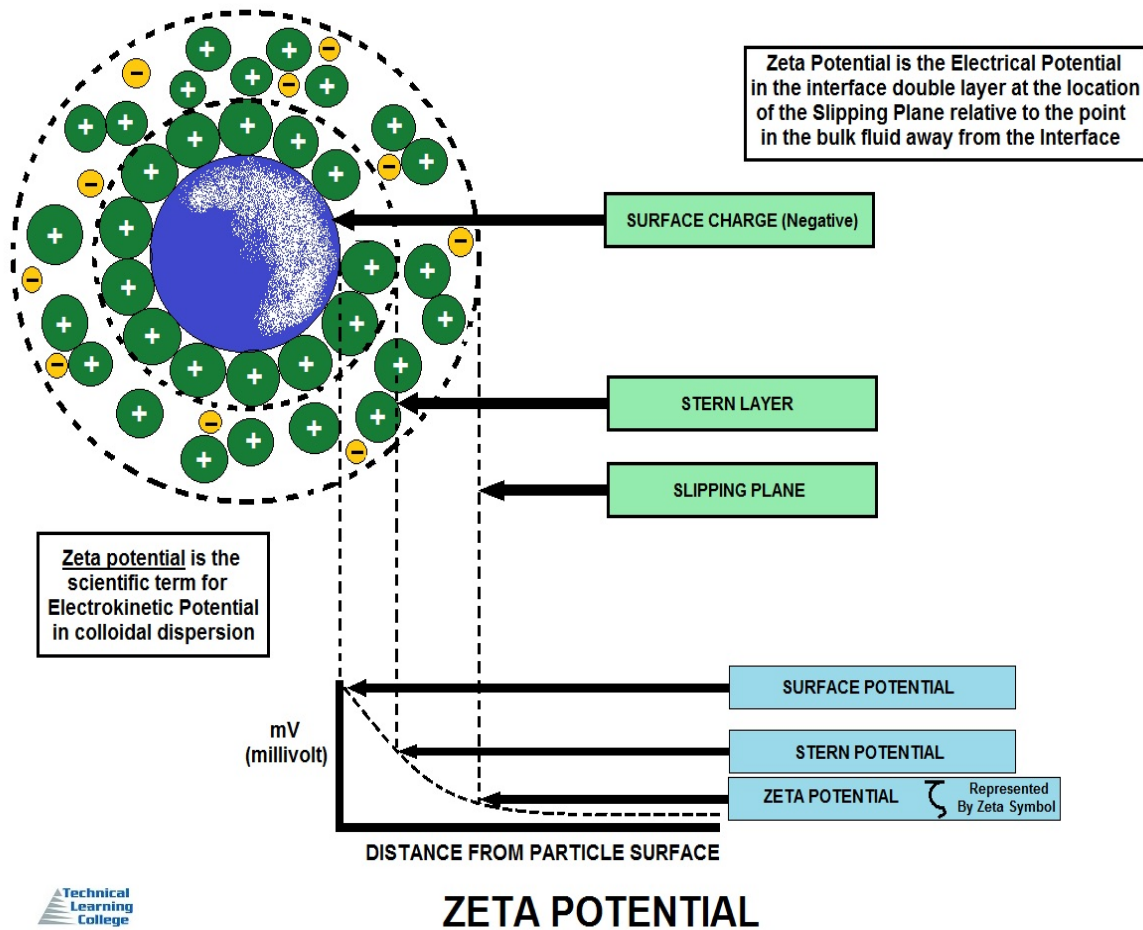 Zeta Potential is the Electrical Potential
in the interface double layer at the location
of the Slipping Plane relative to the point
in the bulk fluid away from the Interface
SURFACE CHARGE (Negative)
STERN LAYER
SLIPPING PLANE
Zeta potential is the
scientific term for
Electrokinetic Potential
in colloidal dispersion
SURFACE POTENTIAL
mV
(millivolt)
STERN POTENTIAL
ZETA POTENTIAL ζ Represented
By Zeta Symbol
DISTANCE FROM PARTICLE SURFACE
Technical
Learning
College
ZETA POTENTIAL